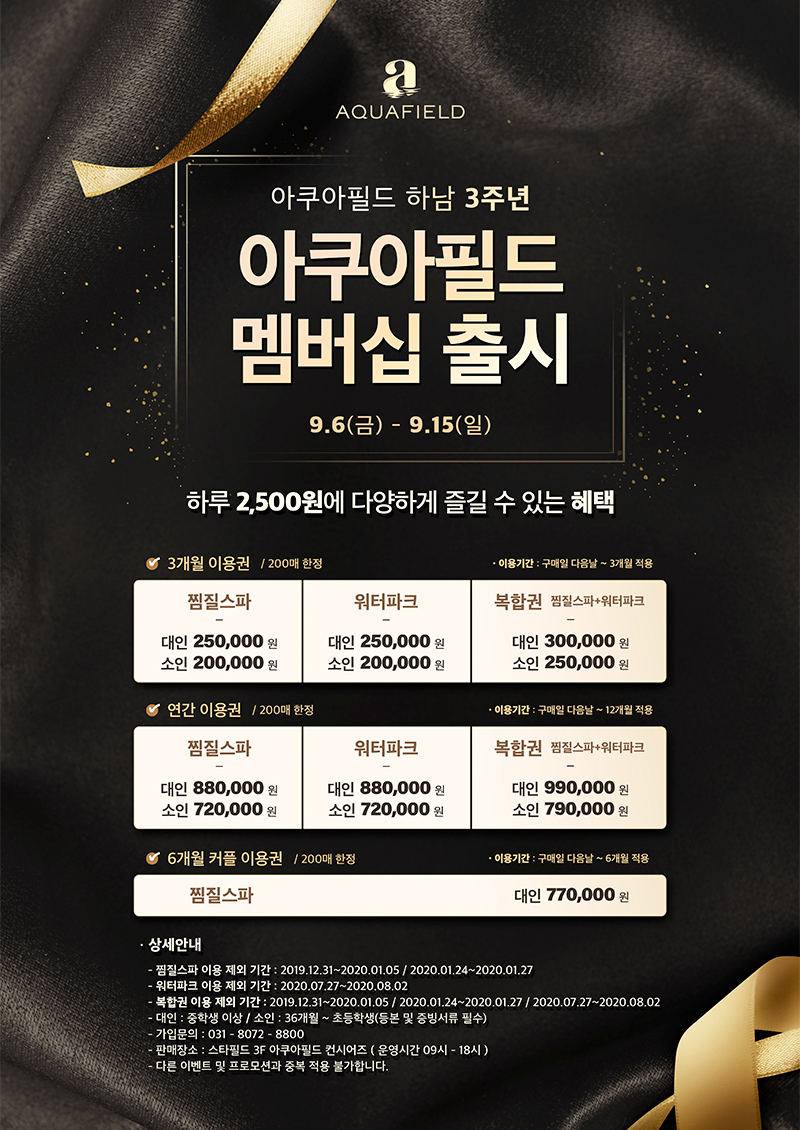 a
AQUAFIELD
아쿠아필드 하남 3주년
아쿠아필드
멤버십 출시
9.6(금) - 9.15(일)
하루 2,500원에 다양하게 즐길 수 있는 혜택
3개월 이용권 / 200매 한정 · 이용기간 : 구매일 다음날 ~ 3개월 적용
찜질스파 워터파크 복합권 찜질스파+워터파크
대인 250,000 원 대인 250,000 원 대인 300,000 원
소인 200,000 원 소인 200,000 원 소인 250,000 원
연간 이용권 / 200매 한정 · 이용기간 : 구매일 다음날 ~ 12개월 적용
찜질스파 워터파크 복합권 찜질스파+워터파크
대인 880,000 원 대인 880,000 원 대인 990,000 원
소인 720,000 원 소인 720,000 원 소인 790,000 원
6개월 커플 이용권 / 200매 한정 · 이용기간 : 구매일 다음날 ~ 6개월 적용
찜질스파 대인 770,000 원
· 상세안내
- 찜질스파 이용 제외 기간 : 2019.12.31~2020.01.05 / 2020.01.24~2020.01.27
- 워터파크 이용 제외 기간 : 2020.07.27~2020.08.02
- 복합권 이용 제외 기간 : 2019.12.31~2020.01.05 / 2020.01.24~2020.01.27 / 2020.07.27~2020.08.02
- 대인 : 중학생 이상 / 소인 : 36개월 ~ 초등학생(등본 및 증빙서류 필수)
- 가입문의 : 031 - 8072 - 8800
- 판매장소 : 스타필드 3F 아쿠아필드 컨시어즈 ( 운영시간 09시 - 18시 )
- 다른 이벤트 및 프로모션과 중복 적용 불가합니다.